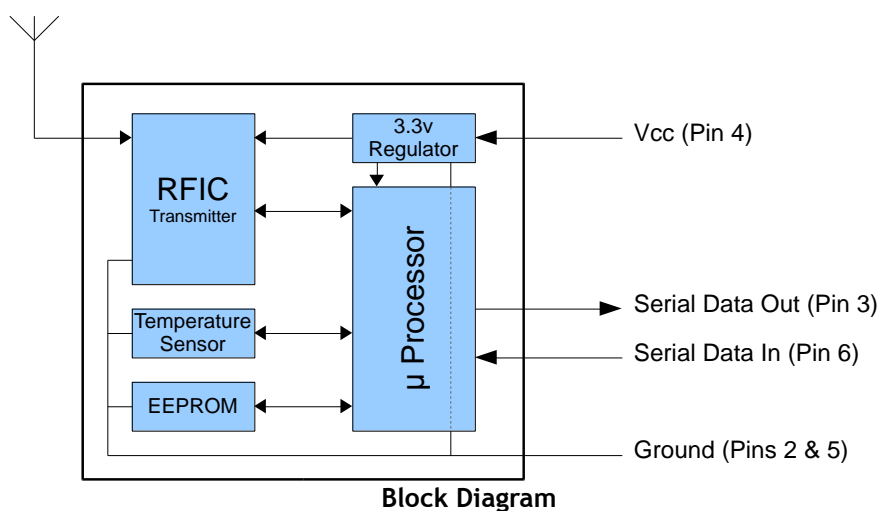 3.3v
Regulator
Vcc (Pin 4)
RFIC
Transmitter
µ Processor
Serial Data Out (Pin 3)
Temperature
Sensor
Serial Data In (Pin 6)
EEPROM
Ground (Pins 2 & 5)
Block Diagram